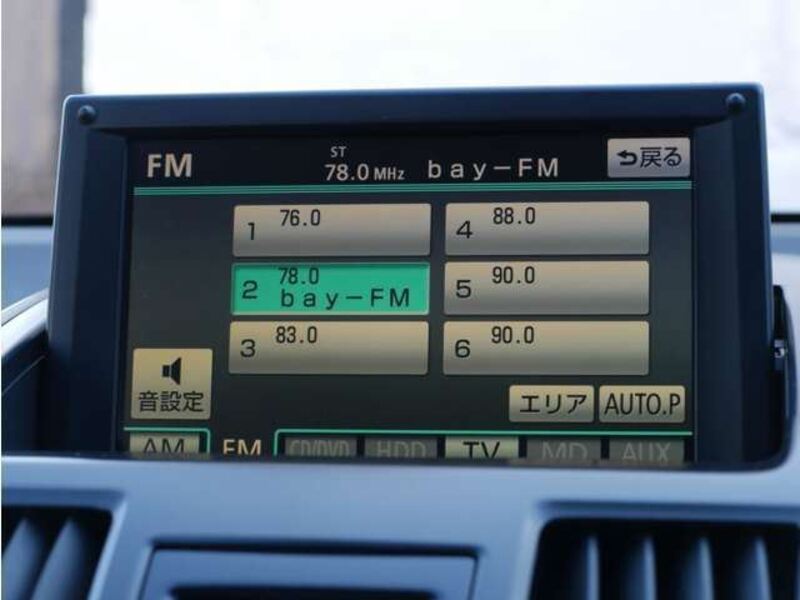 FM ST 78.0 MHz bay-FM 戻る
1 76.0
4 88.0
2 78.0 bay-FM
5 90.0
3 83.0
6 90.0
音設定
エリア AUTO.P
AM FM CD/DVD HDD TV MD AUX